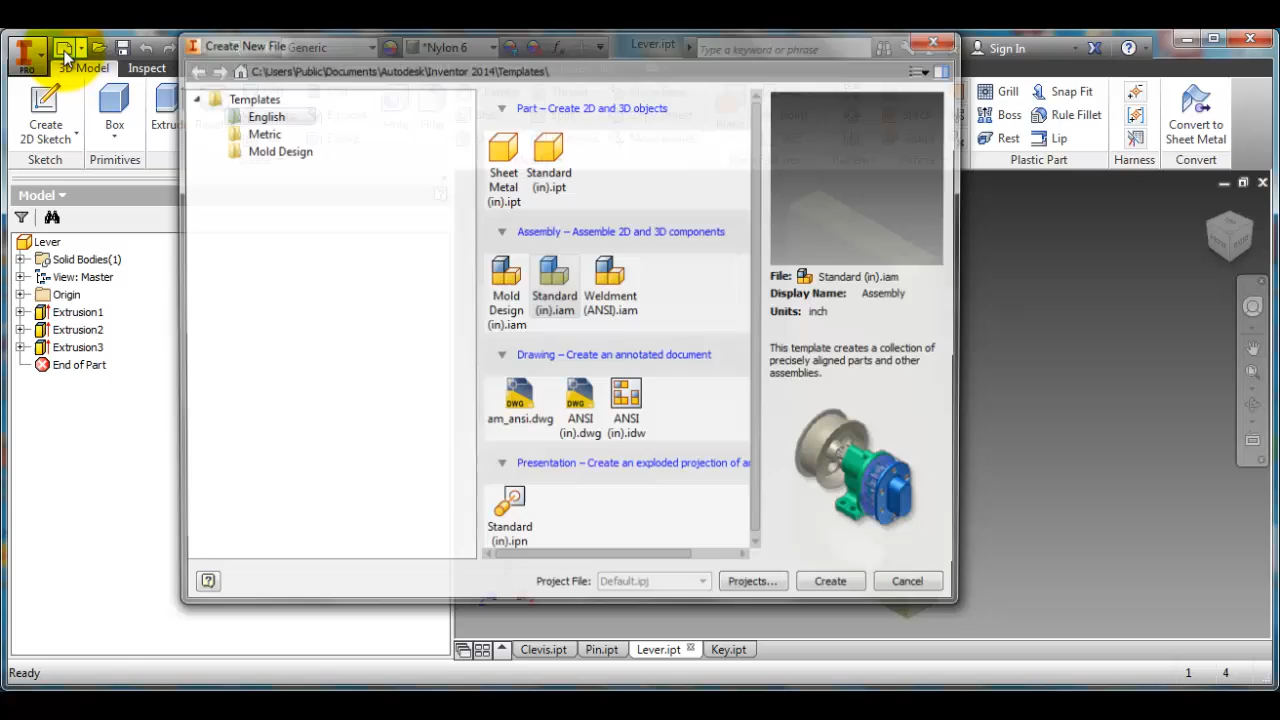 Create New File
Generic
*Nylon 6
Lever.ipt
Type a keyword or phrase
Sign In
PRO
3D Model
Inspect
C:\Users\Public\Documents\Autodesk\Inventor 2014\Templates\
Create
2D Sketch
Box
Extrud
Grill
Snap Fit
Boss
Rule Fillet
Rest
Lip
Convert to
Sheet Metal
Sketch
Primitives
Plastic Part
Harness
Convert
Model
Lever
Solid Bodies(1)
View: Master
Origin
Extrusion1
Extrusion2
Extrusion3
End of Part
Templates
English
Metric
Mold Design
Part – Create 2D and 3D objects
Sheet
Metal
(in).ipt
Standard
(in).ipt
Assembly – Assemble 2D and 3D components
Mold
Design
(in).iam
Standard
(in).iam
Weldment
(ANSI).iam
Drawing – Create an annotated document
am_ansi.dwg
ANSI
(in).dwg
ANSI
(in).idw
Presentation – Create an exploded projection of a
Standard
(in).ipn
File: Standard (in).iam
Display Name: Assembly
Units: inch
This template creates a collection of
precisely aligned parts and other
assemblies.
Project File: Default.ipj
Projects...
Create
Cancel
Clevis.ipt
Pin.ipt
Lever.ipt
Key.ipt
Ready
1
4